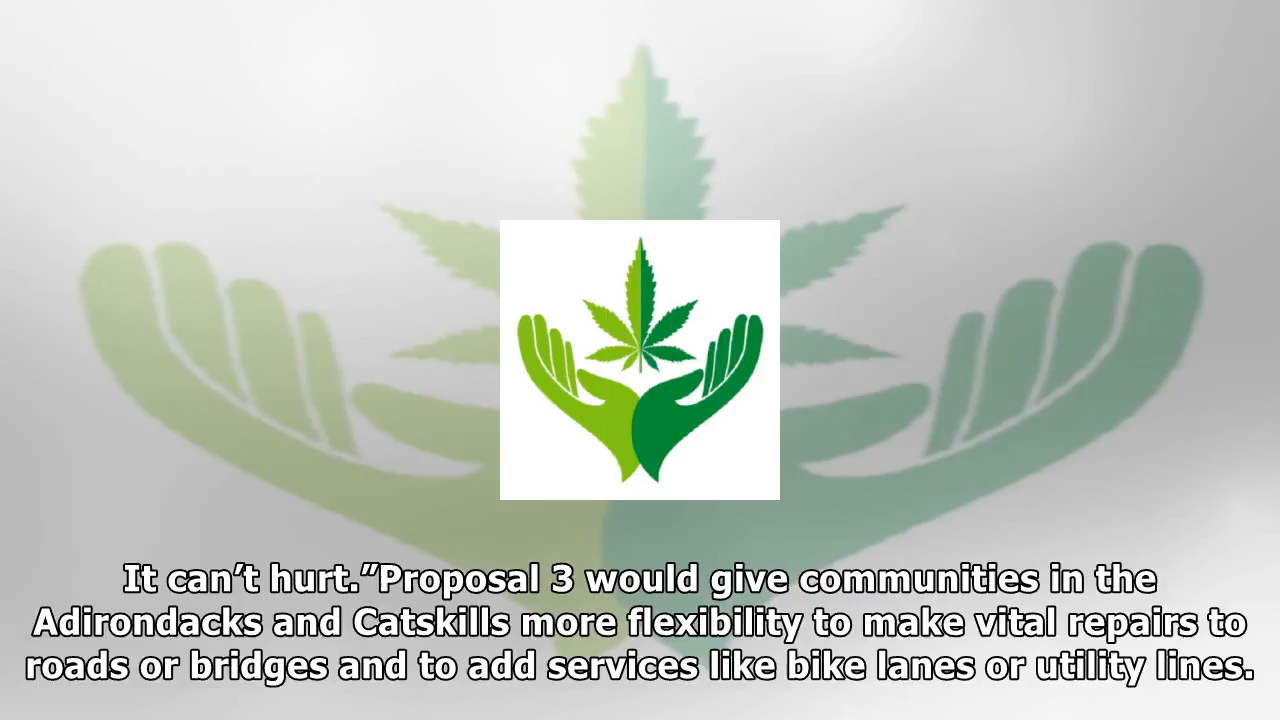 It can’t hurt.”Proposal 3 would give communities in the
Adirondacks and Catskills more flexibility to make vital repairs to
roads or bridges and to add services like bike lanes or utility lines.